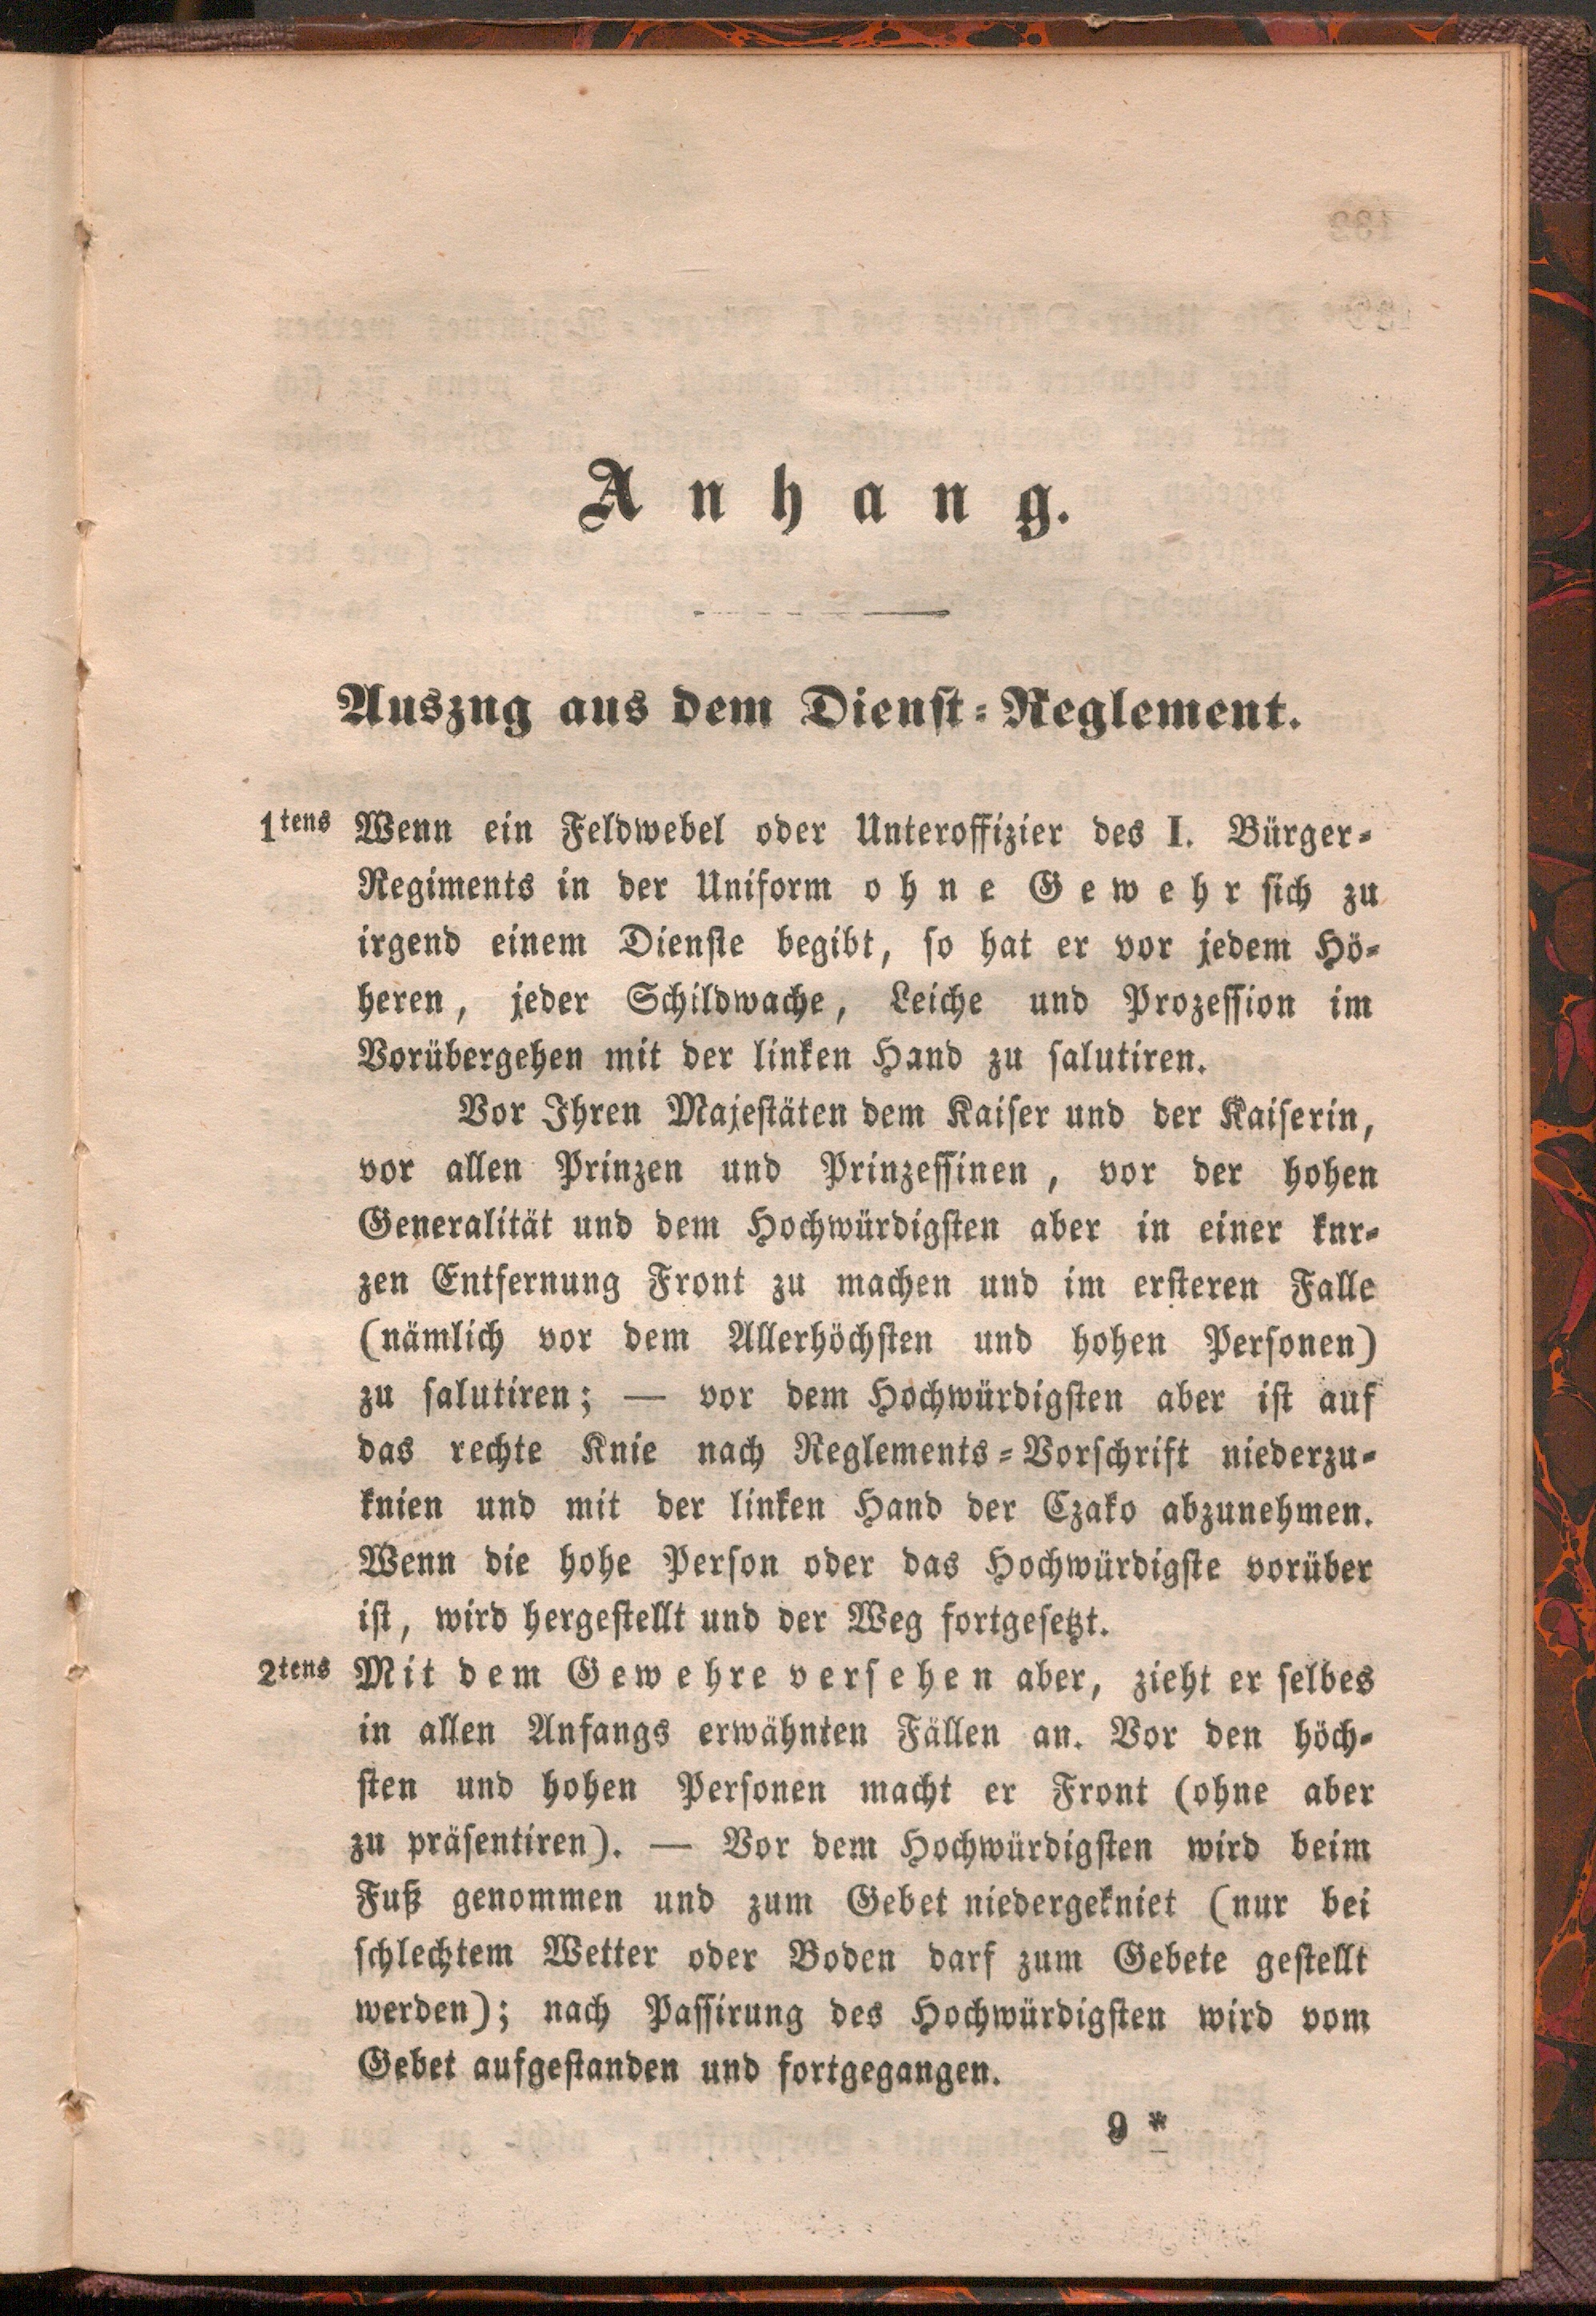 Anhang.
Auszug aus dem Dienst-Reglement.
1tens Wenn ein Feldwebel oder Unteroffizier des I. Bürger-
Regiments in der Uniform ohne Gewehr sich zu
irgend einem Dienste begibt, so hat er vor jedem Hö-
heren, jeder Schildwache, Leiche und Prozession im
Vorübergehen mit der linken Hand zu salutiren.
Vor Ihren Majestäten dem Kaiser und der Kaiserin,
vor allen Prinzen und Prinzessinen, vor der hohen
Generalität und dem Hochwürdigsten aber in einer knr-
zen Entfernung Front zu machen und im ersteren Falle
(nämlich vor dem Allerhöchsten und hohen Personen)
zu salutiren; — vor dem Hochwürdigsten aber ist auf
das rechte Knie nach Reglements-Vorschrift niederzu-
knien und mit der linken Hand der Czako abzunehmen.
Wenn die hohe Person oder das Hochwürdigste vorüber
ist, wird hergestellt und der Weg fortgesetzt.
2tens Mit dem Gewehre versehen aber, zieht er selbes
in allen Anfangs erwähnten Fällen an. Vor den höch-
sten und hohen Personen macht er Front (ohne aber
zu präsentiren). — Vor dem Hochwürdigsten wird beim
Fuß genommen und zum Gebet niedergekniet (nur bei
schlechtem Wetter oder Boden darf zum Gebete gestellt
werden); nach Passirung des Hochwürdigsten wird vom
Gebet aufgestanden und fortgegangen.
9 *